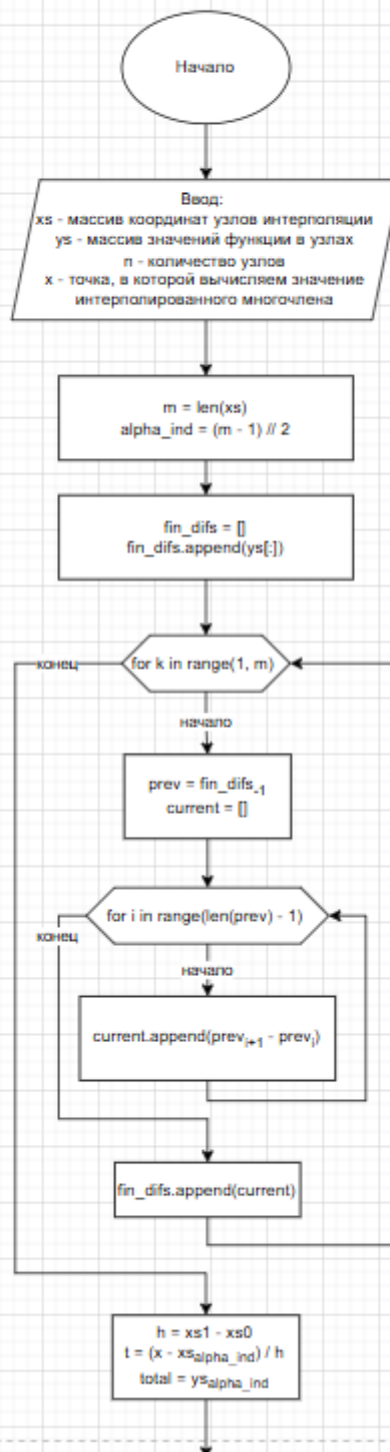 Начало
Ввод:
xs - массив координат узлов интерполяции
ys - массив значений функции в узлах
n - количество узлов
x - точка, в которой вычисляем значение
интерполированного многочлена
m = len(xs)
alpha_ind = (m - 1) // 2
fin_difs = []
fin_difs.append(ys[:])
конец
for k in range(1, m)
начало
prev = fin_difs-1
current = []
for i in range(len(prev) - 1)
конец
начало
current.append(previ+1 - previ)
fin_difs.append(current)
h = xs1 - xs0
t = (x - xsalpha_ind) / h
total = ysalpha_ind